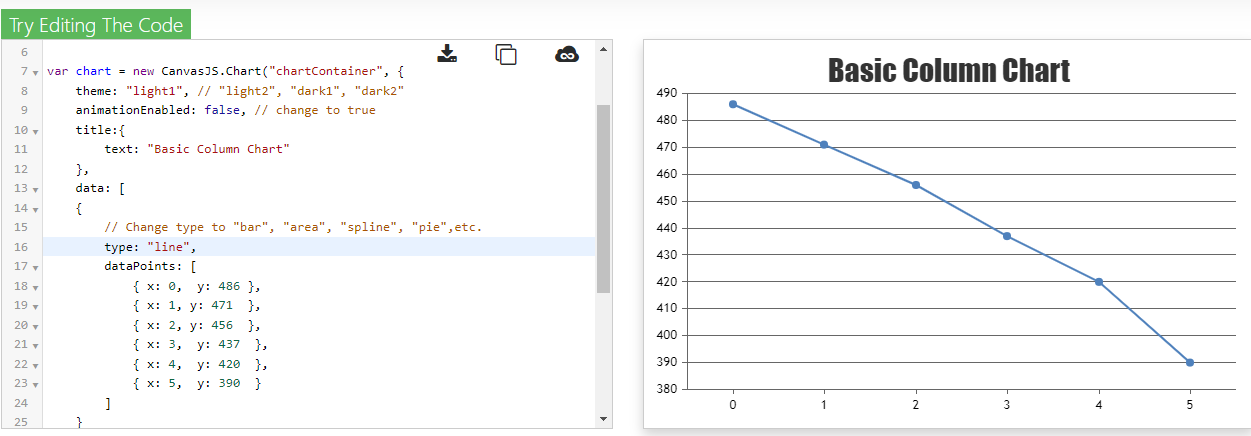 Try Editing The Code
6
7 var chart = new CanvasJS.Chart("chartContainer", {
8 theme: "light1", // "light2", "dark1", "dark2"
9 animationEnabled: false, // change to true
10 title:{
11 text: "Basic Column Chart"
12 },
13 data: [
14 {
15 // Change type to "bar", "area", "spline", "pie",etc.
16 type: "line",
17 dataPoints: [
18 { x: 0, y: 486 },
19 { x: 1, y: 471 },
20 { x: 2, y: 456 },
21 { x: 3, y: 437 },
22 { x: 4, y: 420 },
23 { x: 5, y: 390 }
24 ]
25 }
Basic Column Chart
490
480
470
460
450
440
430
420
410
400
390
380
0 1 2 3 4 5